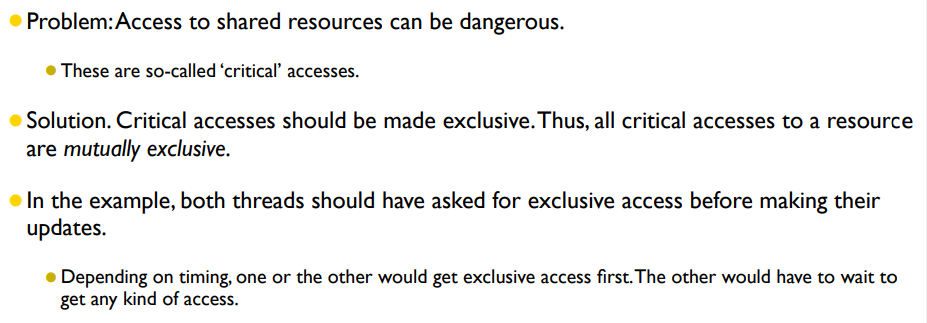 Problem: Access to shared resources can be dangerous.
These are so-called ‘critical’ accesses.
Solution. Critical accesses should be made exclusive. Thus, all critical accesses to a resource
are mutually exclusive.
In the example, both threads should have asked for exclusive access before making their
updates.
Depending on timing, one or the other would get exclusive access first. The other would have to wait to
get any kind of access.